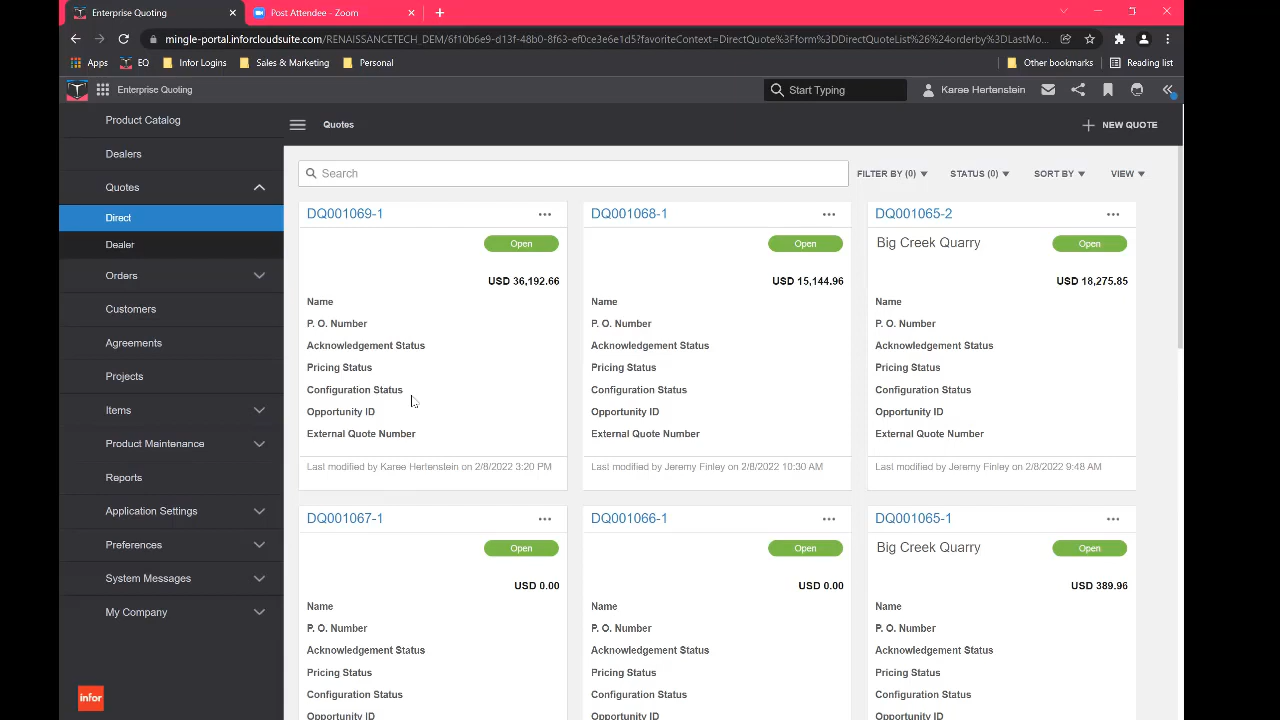 Enterprise Quoting
Post Attendee - Zoom
mingle-portal.inforcloudsuite.com/RENAISSANCETECH_DEM/6f10b6e9-d13f-48b0-8f63-ef0ce3e6e1d5?favoriteContext=DirectQuote%3Fform%3DDirectQuoteList%26%24orderby%3DLastMo...
Apps
EQ
Infor Logins
Sales & Marketing
Personal
Other bookmarks
Reading list
Enterprise Quoting
Start Typing
Karee Hertenstein
Product Catalog
Dealers
Quotes
Direct
Dealer
Orders
Customers
Agreements
Projects
Items
Product Maintenance
Reports
Application Settings
Preferences
System Messages
My Company
infor
Quotes
NEW QUOTE
Search
FILTER BY (0)
STATUS (0)
SORT BY
VIEW
DQ001069-1
Open
USD 36,192.66
Name
P. O. Number
Acknowledgement Status
Pricing Status
Configuration Status
Opportunity ID
External Quote Number
Last modified by Karee Hertenstein on 2/8/2022 3:20 PM
DQ001068-1
Open
USD 15,144.96
Name
P. O. Number
Acknowledgement Status
Pricing Status
Configuration Status
Opportunity ID
External Quote Number
Last modified by Jeremy Finley on 2/8/2022 10:30 AM
DQ001065-2
Big Creek Quarry
Open
USD 18,275.85
Name
P. O. Number
Acknowledgement Status
Pricing Status
Configuration Status
Opportunity ID
External Quote Number
Last modified by Jeremy Finley on 2/8/2022 9:48 AM
DQ001067-1
Open
USD 0.00
Name
P. O. Number
Acknowledgement Status
Pricing Status
Configuration Status
Opportunity ID
DQ001066-1
Open
USD 0.00
Name
P. O. Number
Acknowledgement Status
Pricing Status
Configuration Status
Opportunity ID
DQ001065-1
Big Creek Quarry
Open
USD 389.96
Name
P. O. Number
Acknowledgement Status
Pricing Status
Configuration Status
Opportunity ID